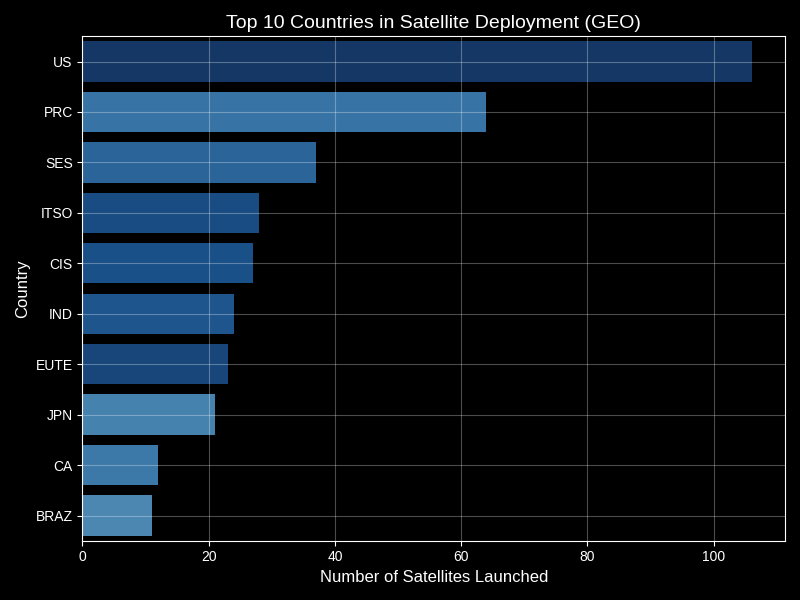 Top 10 Countries in Satellite Deployment (GEO)
US
PRC
SES
ITSO
CIS
IND
EUTE
JPN
CA
BRAZ
Country
0 20 40 60 80 100
Number of Satellites Launched